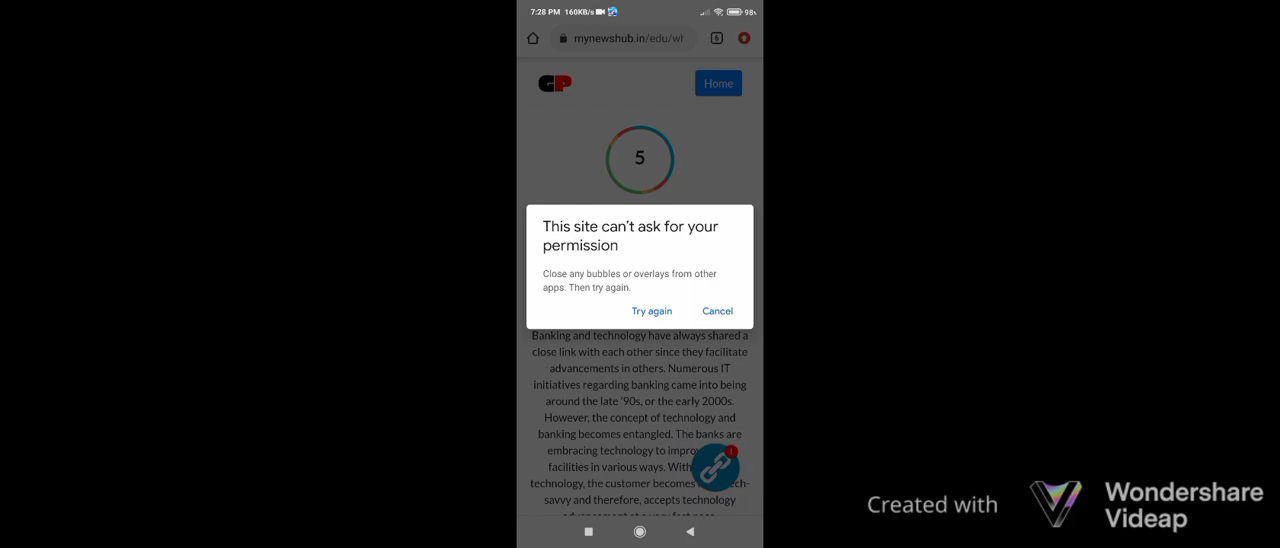 7:28 PM 160KB/s
98
mynewshub.in/edu/wl
6
GP
Home
5
This site can't ask for your
permission
Close any bubbles or overlays from other
apps. Then try again.
Try again
Cancel
Banking and technology have always shared a
close link with each other since they facilitate
advancements in others. Numerous IT
initiatives regarding banking came into being
around the late '90s, or the early 2000s.
However, the concept of technology and
banking becomes entangled. The banks are
embracing technology to impro
facilities in various ways. With
technology, the customer becomes ech-
savvy and therefore, accepts technology
Created with
Wondershare
Videap